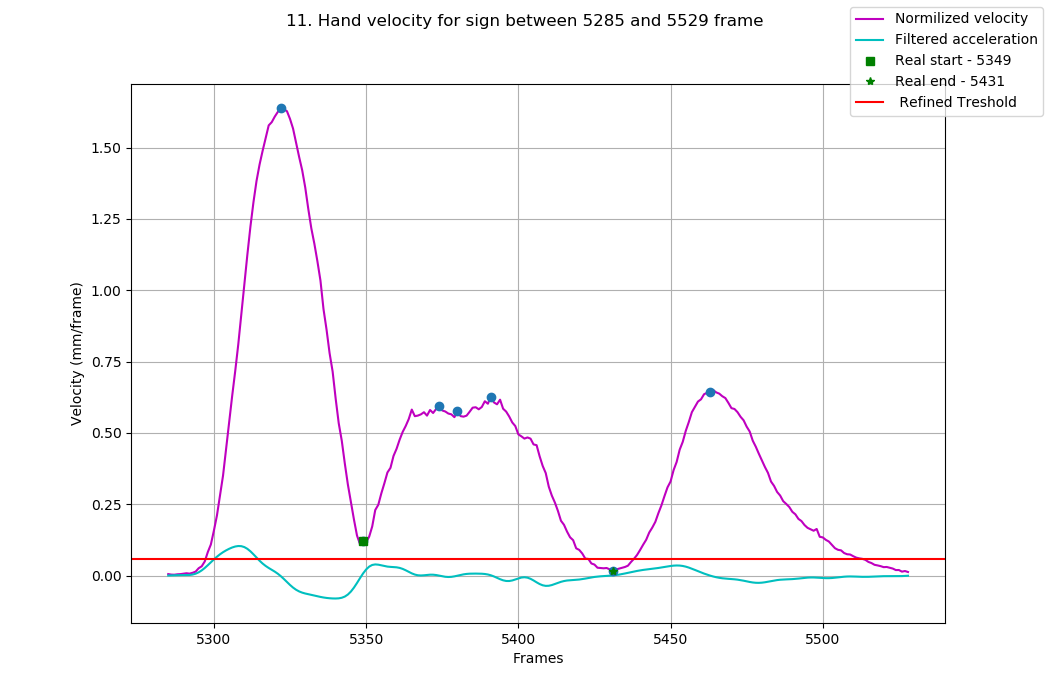 11. Hand velocity for sign between 5285 and 5529 frame
Normilized velocity
Filtered acceleration
Real start - 5349
Real end - 5431
Refined Treshold
Velocity (mm/frame)
1.50
1.25
1.00
0.75
0.50
0.25
0.00
5300 5350 5400 5450 5500
Frames